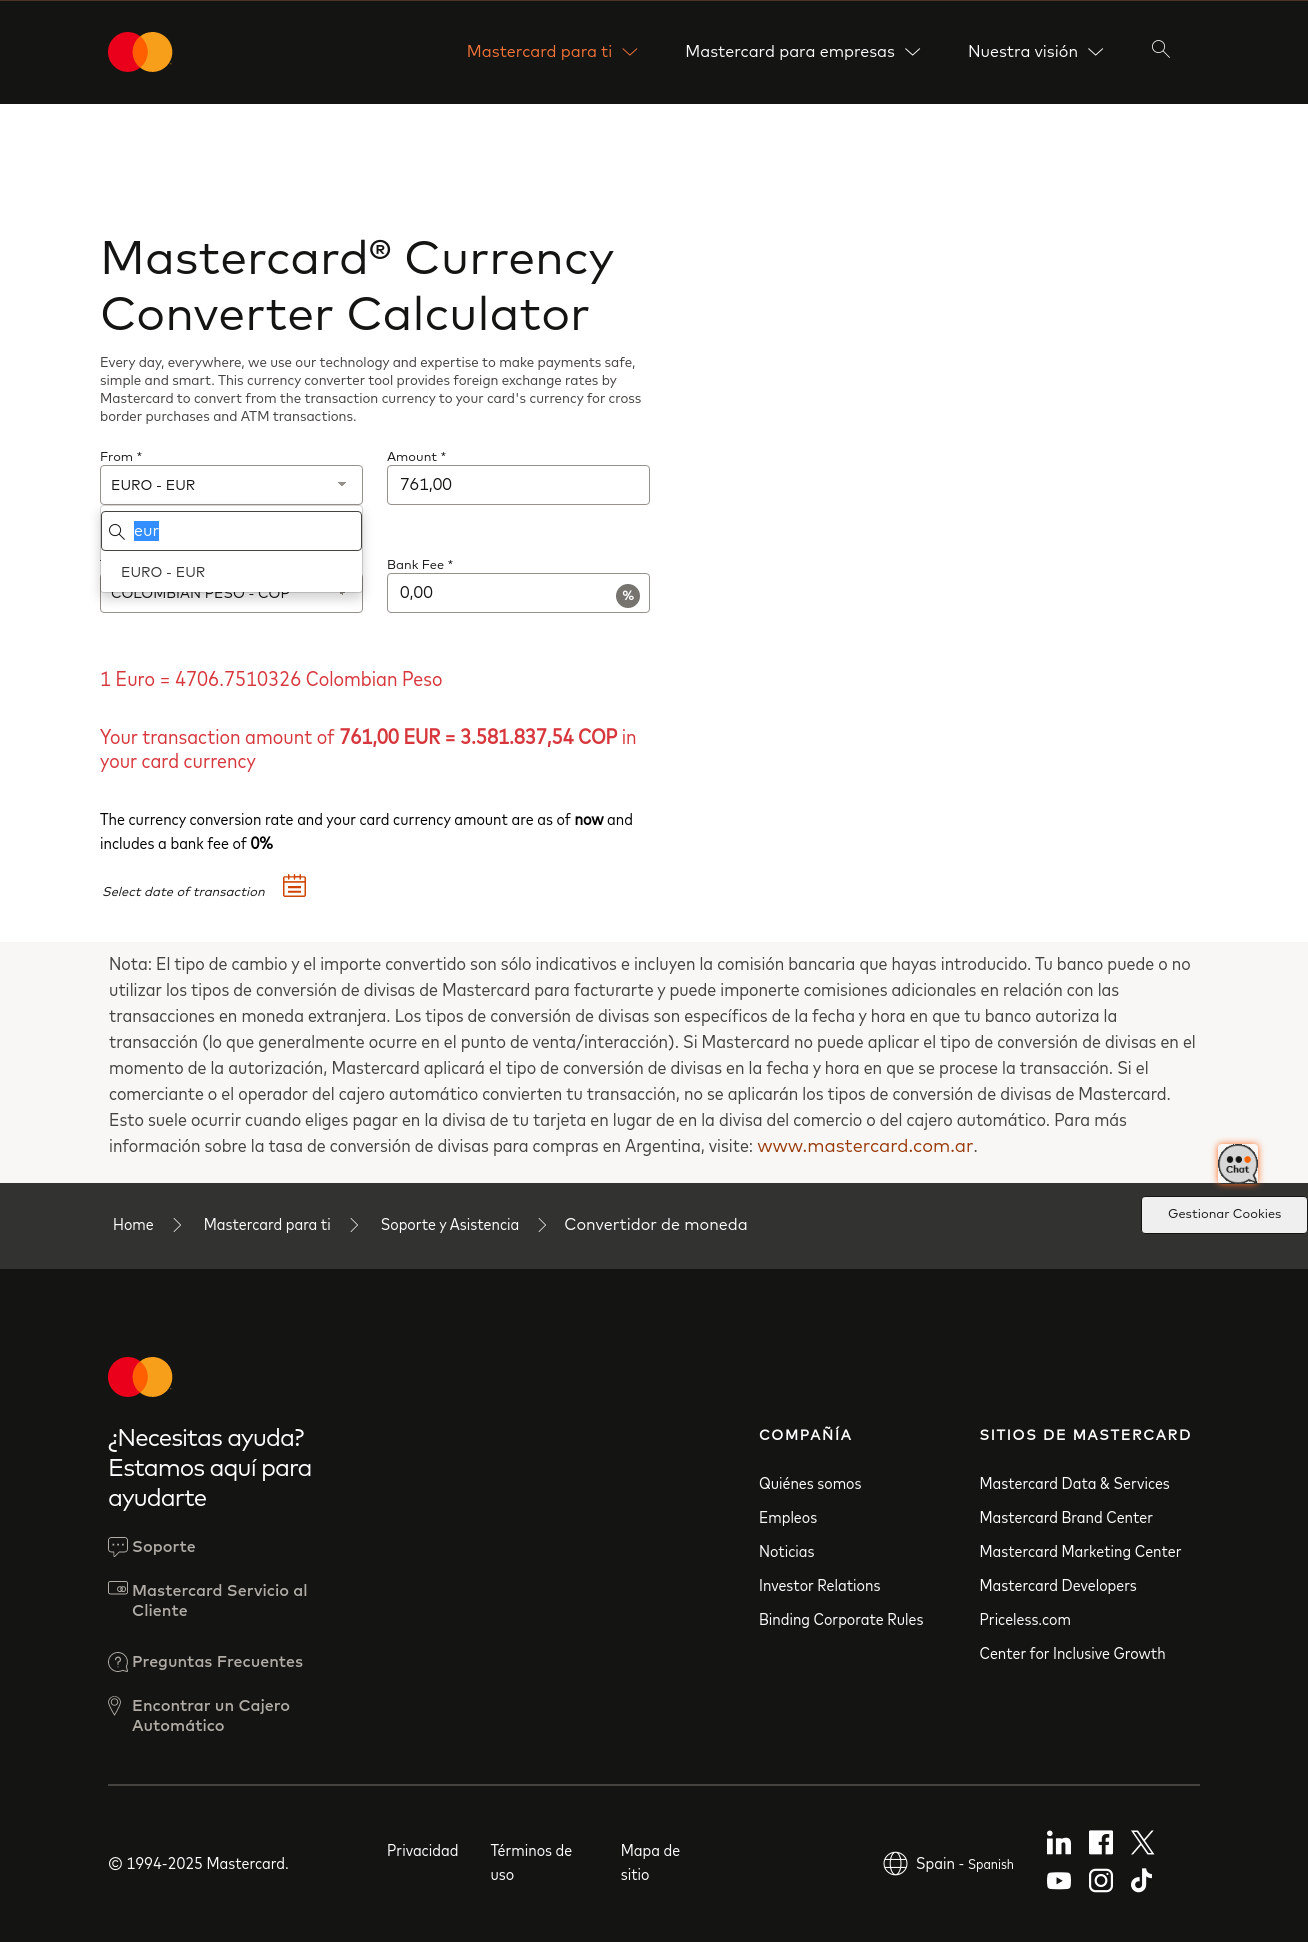 Mastercard para ti
Mastercard para empresas
Nuestra visión
Mastercard® Currency
Converter Calculator
Every day, everywhere, we use our technology and expertise to make payments safe,
simple and smart. This currency converter tool provides foreign exchange rates by
Mastercard to convert from the transaction currency to your card's currency for cross
border purchases and ATM transactions.
From *
Amount *
EURO - EUR
761,00
eur
EURO - EUR
Bank Fee *
COLOMBIAN PESO - COP
0,00
%
1 Euro = 4706.7510326 Colombian Peso
Your transaction amount of 761,00 EUR = 3.581.837,54 COP in
your card currency
The currency conversion rate and your card currency amount are as of now and
includes a bank fee of 0%
Select date of transaction
Nota: El tipo de cambio y el importe convertido son sólo indicativos e incluyen la comisión bancaria que hayas introducido. Tu banco puede o no
utilizar los tipos de conversión de divisas de Mastercard para facturarte y puede imponerte comisiones adicionales en relación con las
transacciones en moneda extranjera. Los tipos de conversión de divisas son específicos de la fecha y hora en que tu banco autoriza la
transacción (lo que generalmente ocurre en el punto de venta/interacción). Si Mastercard no puede aplicar el tipo de conversión de divisas en el
momento de la autorización, Mastercard aplicará el tipo de conversión de divisas en la fecha y hora en que se procese la transacción. Si el
comerciante o el operador del cajero automático convierten tu transacción, no se aplicarán los tipos de conversión de divisas de Mastercard.
Esto suele ocurrir cuando eliges pagar en la divisa de tu tarjeta en lugar de en la divisa del comercio o del cajero automático. Para más
información sobre la tasa de conversión de divisas para compras en Argentina, visite: www.mastercard.com.ar.
Chat
Gestionar Cookies
Home
Mastercard para ti
Soporte y Asistencia
Convertidor de moneda
¿Necesitas ayuda?
Estamos aquí para
ayudarte
Soporte
Mastercard Servicio al
Cliente
Preguntas Frecuentes
Encontrar un Cajero
Automático
COMPAÑÍA
Quiénes somos
Empleos
Noticias
Investor Relations
Binding Corporate Rules
SITIOS DE MASTERCARD
Mastercard Data & Services
Mastercard Brand Center
Mastercard Marketing Center
Mastercard Developers
Priceless.com
Center for Inclusive Growth
© 1994-2025 Mastercard.
Privacidad
Términos de
uso
Mapa de
sitio
Spain - Spanish